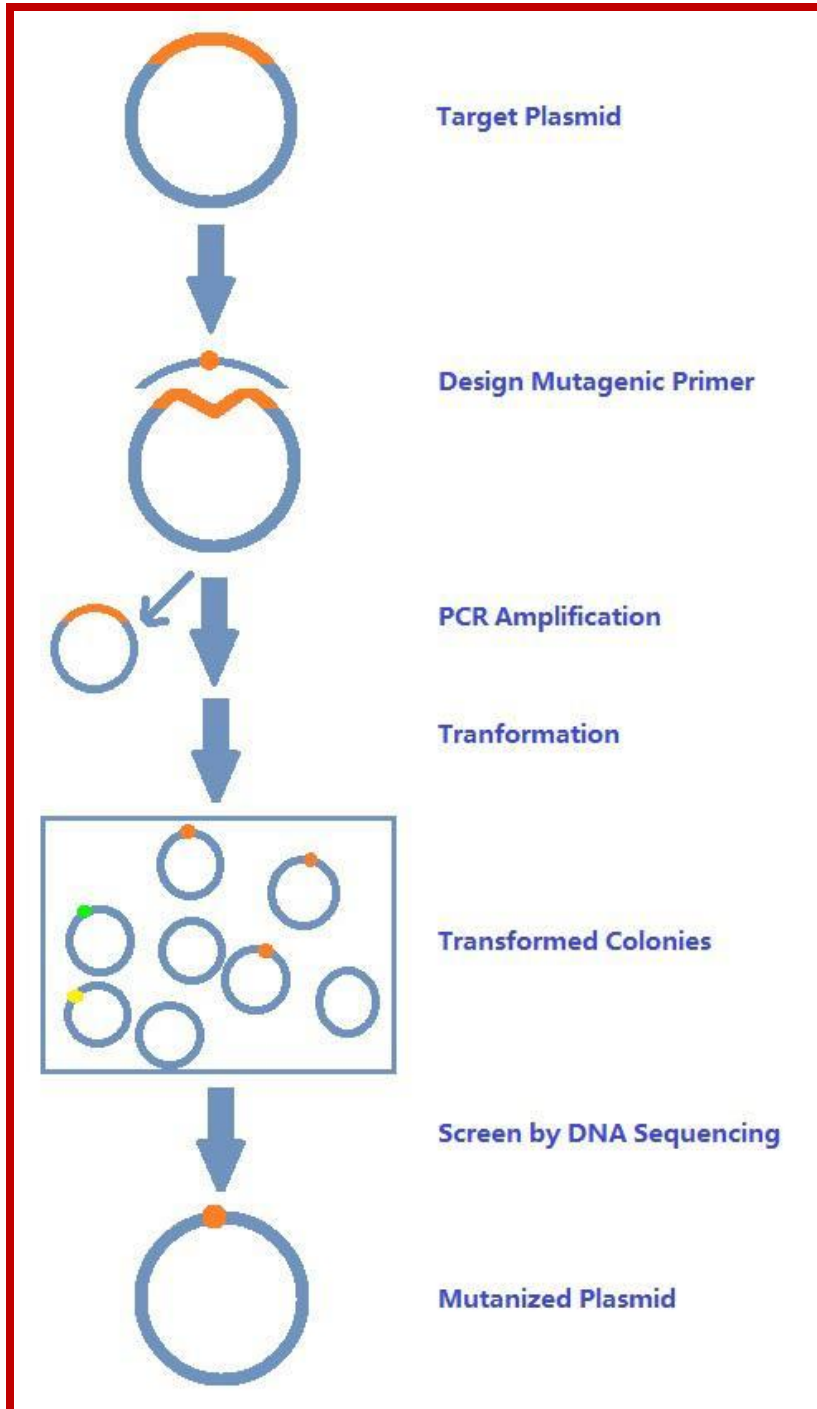 Target Plasmid
Design Mutagenic Primer
PCR Amplification
Tranformation
Transformed Colonies
Screen by DNA Sequencing
Mutanized Plasmid